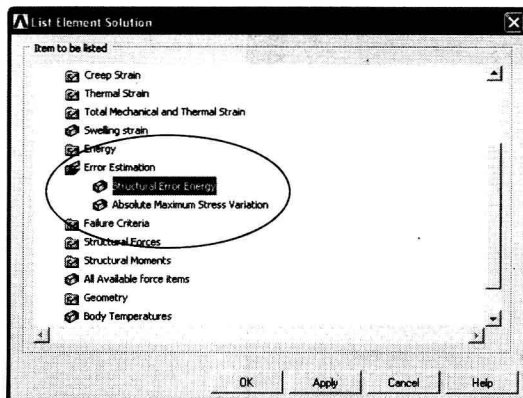 List Element Solution
Item to be listed
Creep Strain
Thermal Strain
Total Mechanical and Thermal Strain
Swelling strain
Energy
Error Estimation
Structural Error Energy
Absolute Maximum Stress Variation
Failure Criteria
Structural Forces
Structural Moments
All Available force items
Geometry
Body Temperatures
OK
Apply
Cancel
Help